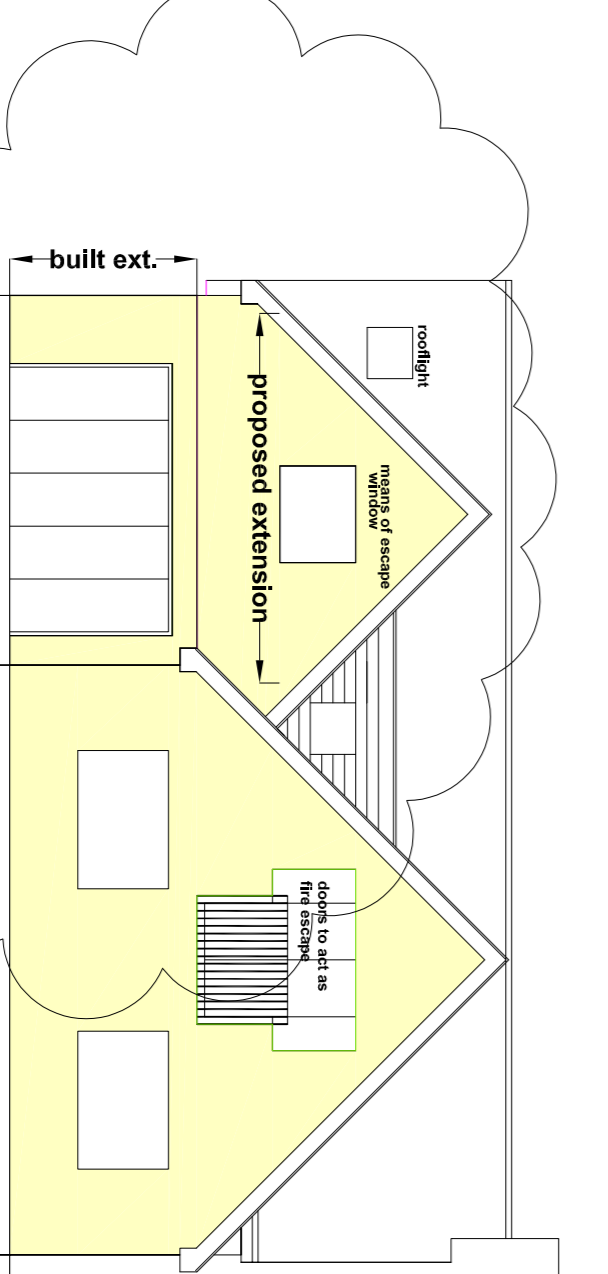 built ext.
proposed extension
rooflight
means of escape
window
doors to act as
fire escape